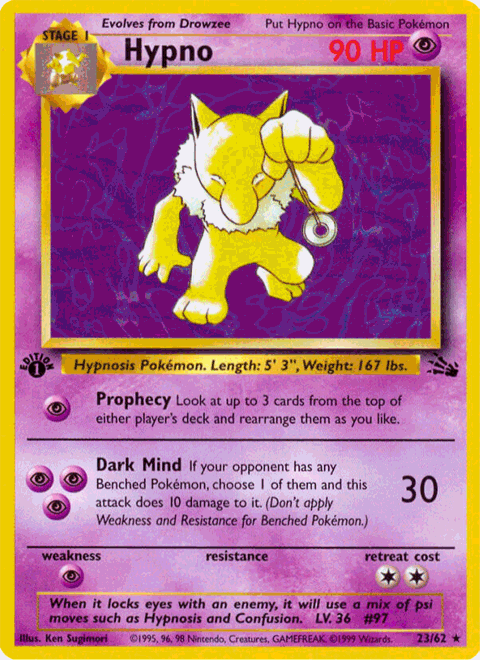 Evolves from Drowzee Put Hypno on the Basic Pokémon
STAGE 1
Hypno 90 HP
EDITION
1
Hypnosis Pokémon. Length: 5' 3", Weight: 167 lbs.
Prophecy Look at up to 3 cards from the top of
either player's deck and rearrange them as you like.
Dark Mind If your opponent has any
Benched Pokémon, choose 1 of them and this
attack does 10 damage to it. (Don't apply
Weakness and Resistance for Benched Pokémon.)
30
weakness resistance retreat cost
When it locks eyes with an enemy, it will use a mix of psi
moves such as Hypnosis and Confusion. LV. 36 #97
Illus. Ken Sugimori ©1995, 96, 98 Nintendo, Creatures, GAMEFREAK. ©1999 Wizards. 23/62 ★